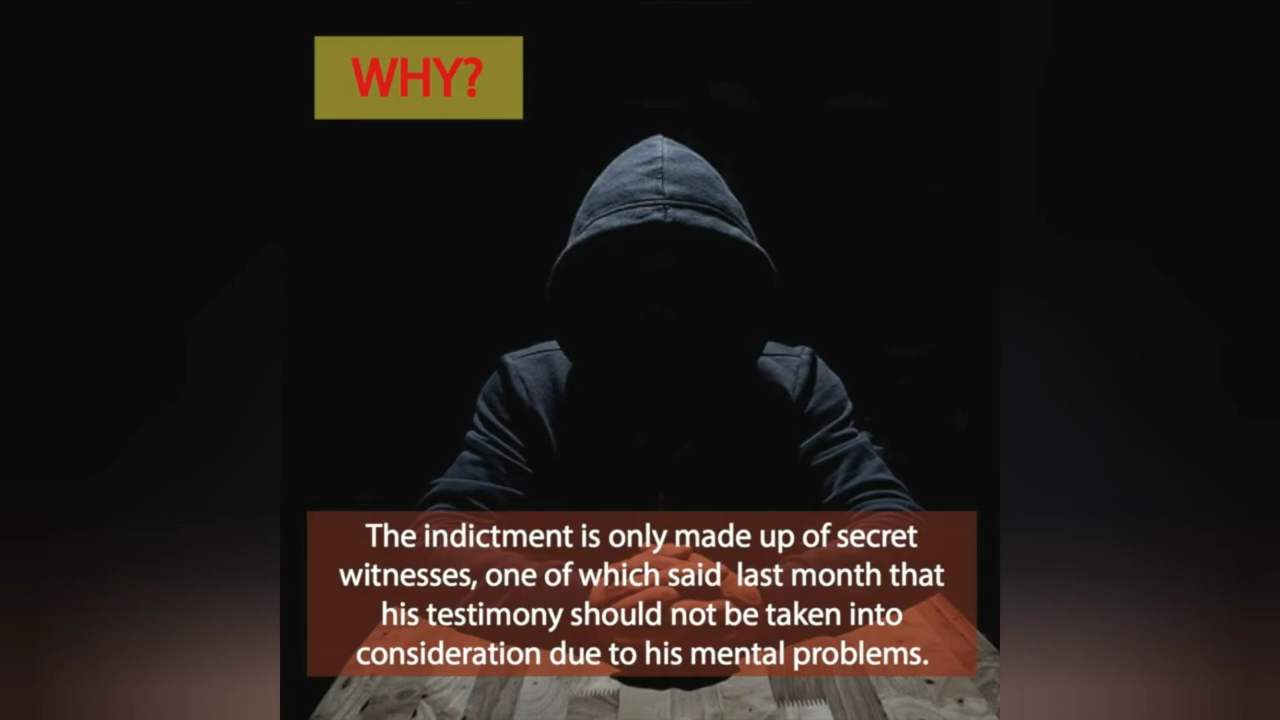 WHY?
The indictment is only made up of secret
witnesses, one of which said  last month that
his testimony should not be taken into
consideration due to his mental problems.